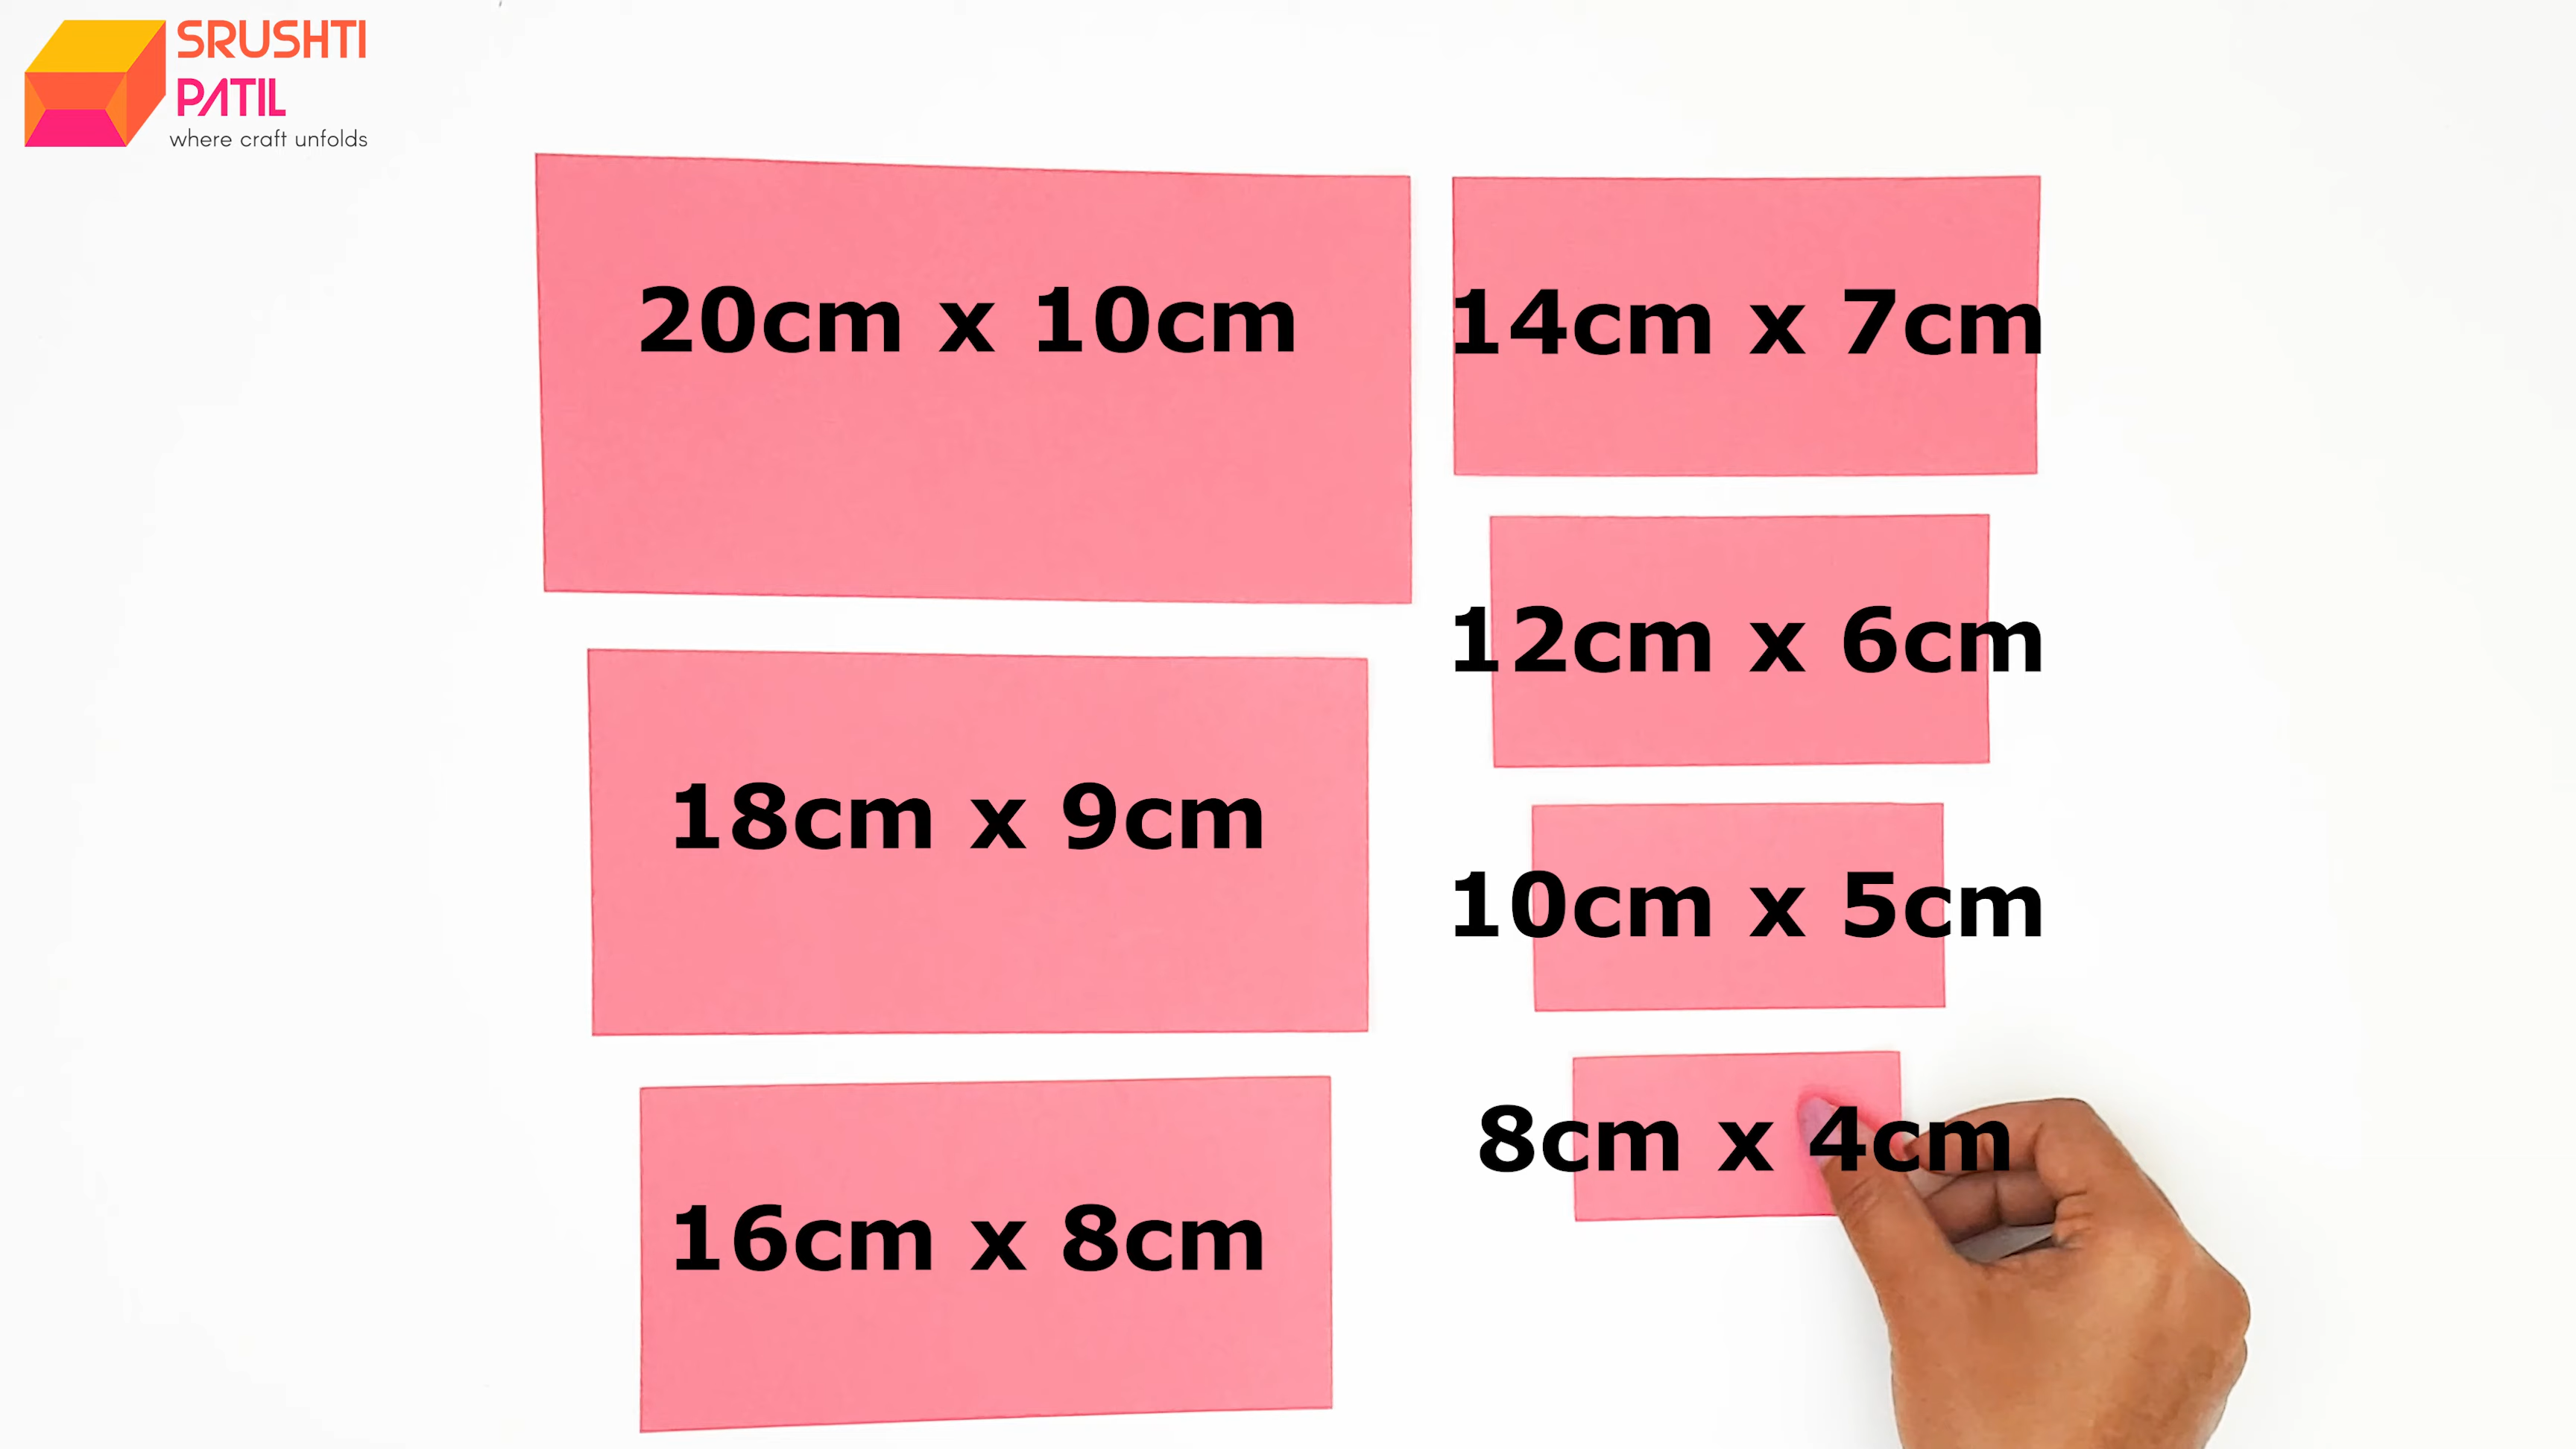 SRUSHTI
PATIL
where craft unfolds
20cm x 10cm
18cm x 9cm
16cm x 8cm
14cm x 7cm
12cm x 6cm
10cm x 5cm
8cm x 4cm